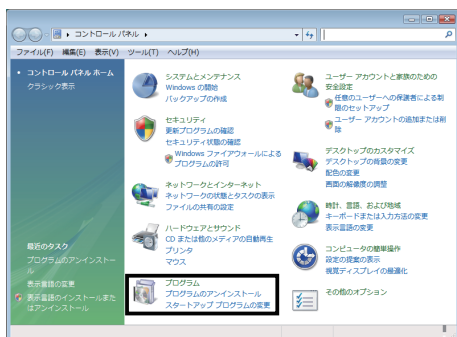 コントロール パネル
ファイル(F) 編集(E) 表示(V) ツール(T) ヘルプ(H)
コントロール パネル ホーム
クラシック表示
最近のタスク
プログラムのアンインストール
表示言語の変更
表示言語のインストールまたはアンインストール
システムとメンテナンス
Windows の開始
バックアップの作成
セキュリティ
更新プログラムの確認
セキュリティ状態の確認
Windows ファイアウォールによる
プログラムの許可
ネットワークとインターネット
ネットワークの状態とタスクの表示
ファイルの共有の設定
ハードウェアとサウンド
CD または他のメディアの自動再生
プリンタ
マウス
プログラム
プログラムのアンインストール
スタートアップ プログラムの変更
ユーザー アカウントと家族のための
安全設定
任意のユーザーへの保護者による制
限のセットアップ
ユーザー アカウントの追加または削
除
デスクトップのカスタマイズ
デスクトップの背景の変更
配色の変更
画面の解像度の調整
時計、言語、および地域
キーボードまたは入力方法の変更
表示言語の変更
コンピュータの簡単操作
設定の提案の表示
視覚ディスプレイの最適化
その他のオプション